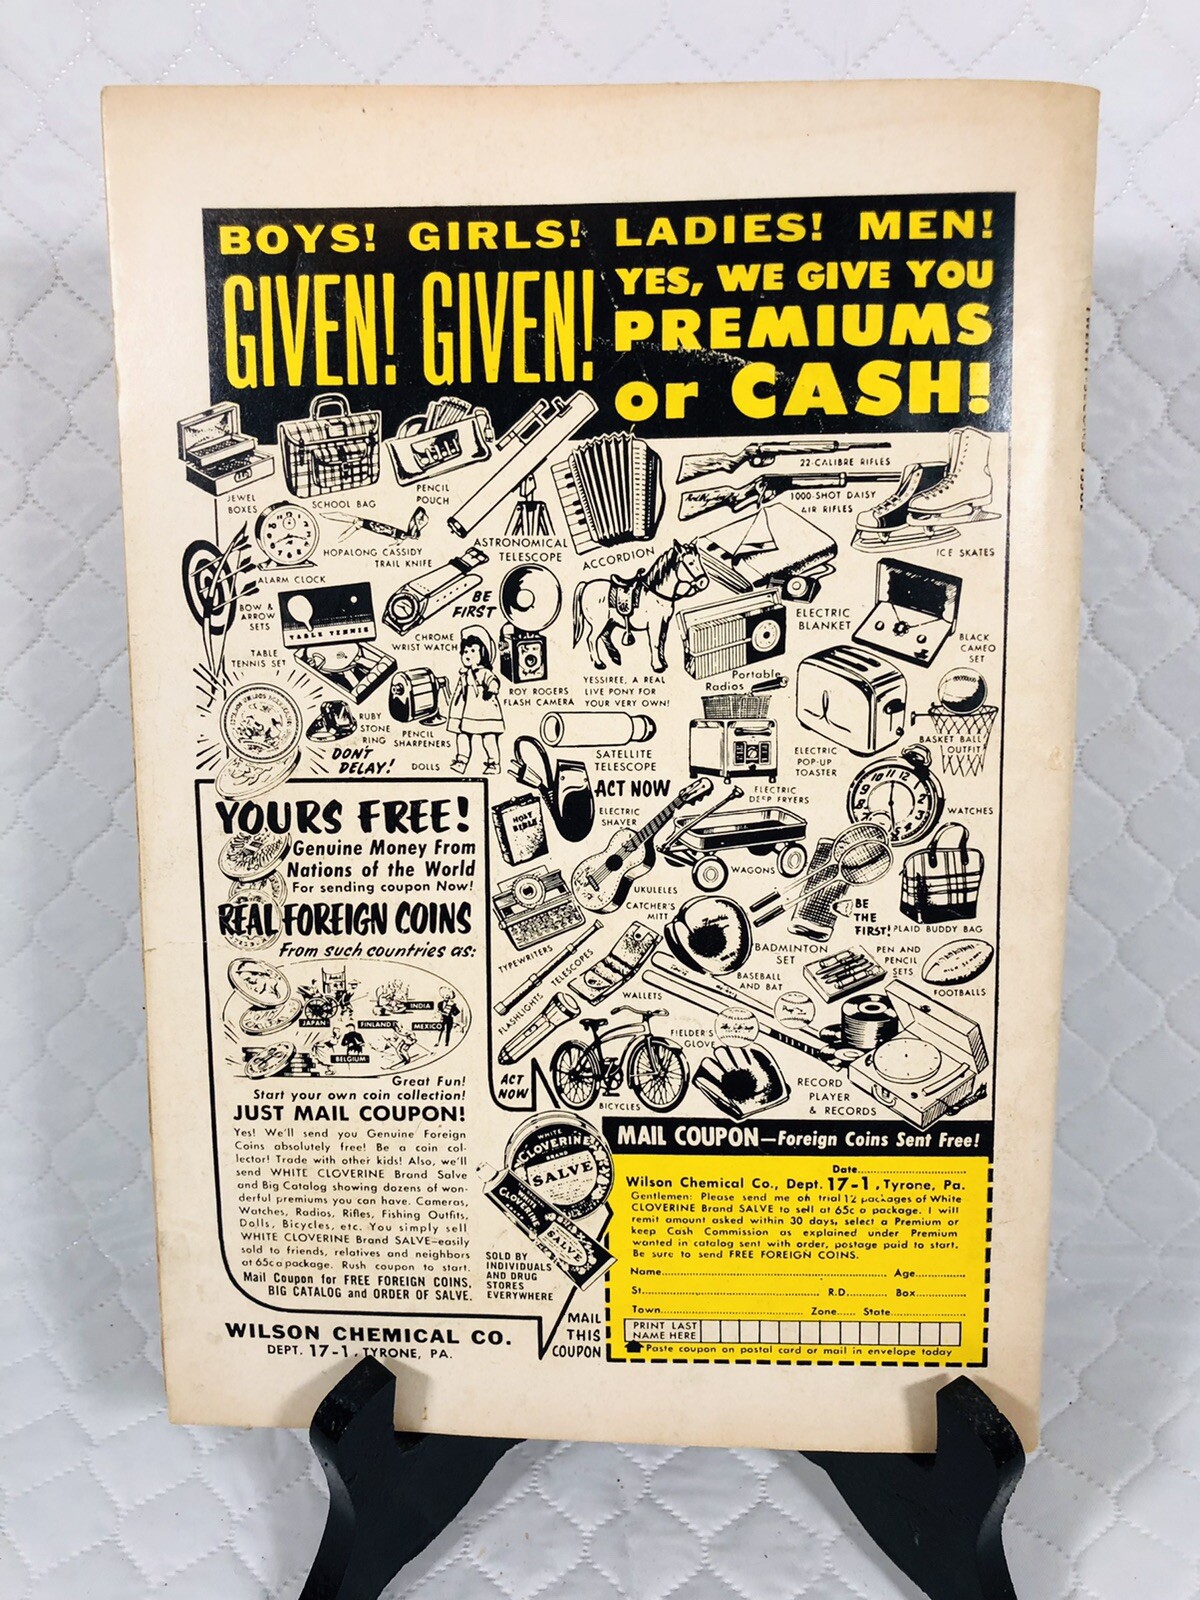 BOYS! GIRLS! LADIES! MEN!
GIVEN! GIVEN!
YES, WE GIVE YOU
PREMIUMS
or CASH!
JEWEL
BOXES
SCHOOL BAG
PENCIL
POUCH
ASTRONOMICAL
TELESCOPE
ACCORDION
22-CALIBRE RIFLES
1000-SHOT DAISY
AIR RIFLES
ICE SKATES
HOPALONG CASSIDY
TRAIL KNIFE
ALARM CLOCK
BOW &
ARROW
SETS
TABLE TENNIS
TABLE
TENNIS SET
CHROME
WRIST WATCH
BE
FIRST
ROY ROGERS
FLASH CAMERA
YESSIREE, A REAL
LIVE PONY FOR
YOUR VERY OWN!
Portable
Radios
ELECTRIC
BLANKET
BLACK
CAMEO
SET
RUBY
STONE
RING
DON'T
DELAY!
PENCIL
SHARPENERS
DOLLS
SATELLITE
TELESCOPE
ELECTRIC
POP-UP
TOASTER
BASKET BALL
OUTFIT
ACT NOW
ELECTRIC
SHAVER
ELECTRIC
DEEP FRYERS
WATCHES
HOLY
BIBLE
UKULELES
WAGONS
CATCHER'S
MITT
BE
THE
FIRST!
PLAID BUDDY BAG
TYPEWRITERS
TELESCOPES
BADMINTON
SET
PEN AND
PENCIL
SETS
FOOTBALLS
FLASHLIGHTS
WALLETS
BASEBALL
AND BAT
FIELDER'S
GLOVE
ACT
NOW
BICYCLES
RECORD
PLAYER
& RECORDS
YOURS FREE!
Genuine Money From
Nations of the World
For sending coupon Now!
REAL FOREIGN COINS
From such countries as:
INDIA
JAPAN
FINLAND
MEXICO
BELGIUM
Great Fun!
Start your own coin collection!
JUST MAIL COUPON!
Yes! We'll send you Genuine Foreign
Coins absolutely free! Be a coin col-
lector! Trade with other kids! Also, we'll
send WHITE CLOVERINE Brand Salve
and Big Catalog showing dozens of won-
derful premiums you can have. Cameras,
Watches, Radios, Rifles, Fishing Outfits,
Dolls, Bicycles, etc. You simply sell
WHITE CLOVERINE Brand SALVE—easily
sold to friends, relatives and neighbors
at 65c a package. Rush coupon to start.
Mail Coupon for FREE FOREIGN COINS,
BIG CATALOG and ORDER OF SALVE.
WILSON CHEMICAL CO.
DEPT. 17-1, TYRONE, PA.
WHITE
CLOVERINE
BRAND
SALVE
WHITE
CLOVERINE
BRAND
SALVE
SOLD BY
INDIVIDUALS
AND DRUG
STORES
EVERYWHERE
MAIL
THIS
COUPON
MAIL COUPON—Foreign Coins Sent Free!
Date
Wilson Chemical Co., Dept. 17-1, Tyrone, Pa.
Gentlemen: Please send me on trial 12 packages of White
CLOVERINE Brand SALVE to sell at 65c a package. I will
remit amount asked within 30 days, select a Premium or
keep Cash Commission as explained under Premium
wanted in catalog sent with order, postage paid to start.
Be sure to send FREE FOREIGN COINS.
Name Age
St. R.D. Box
Town Zone State
PRINT LAST
NAME HERE
Paste coupon on postal card or mail in envelope today